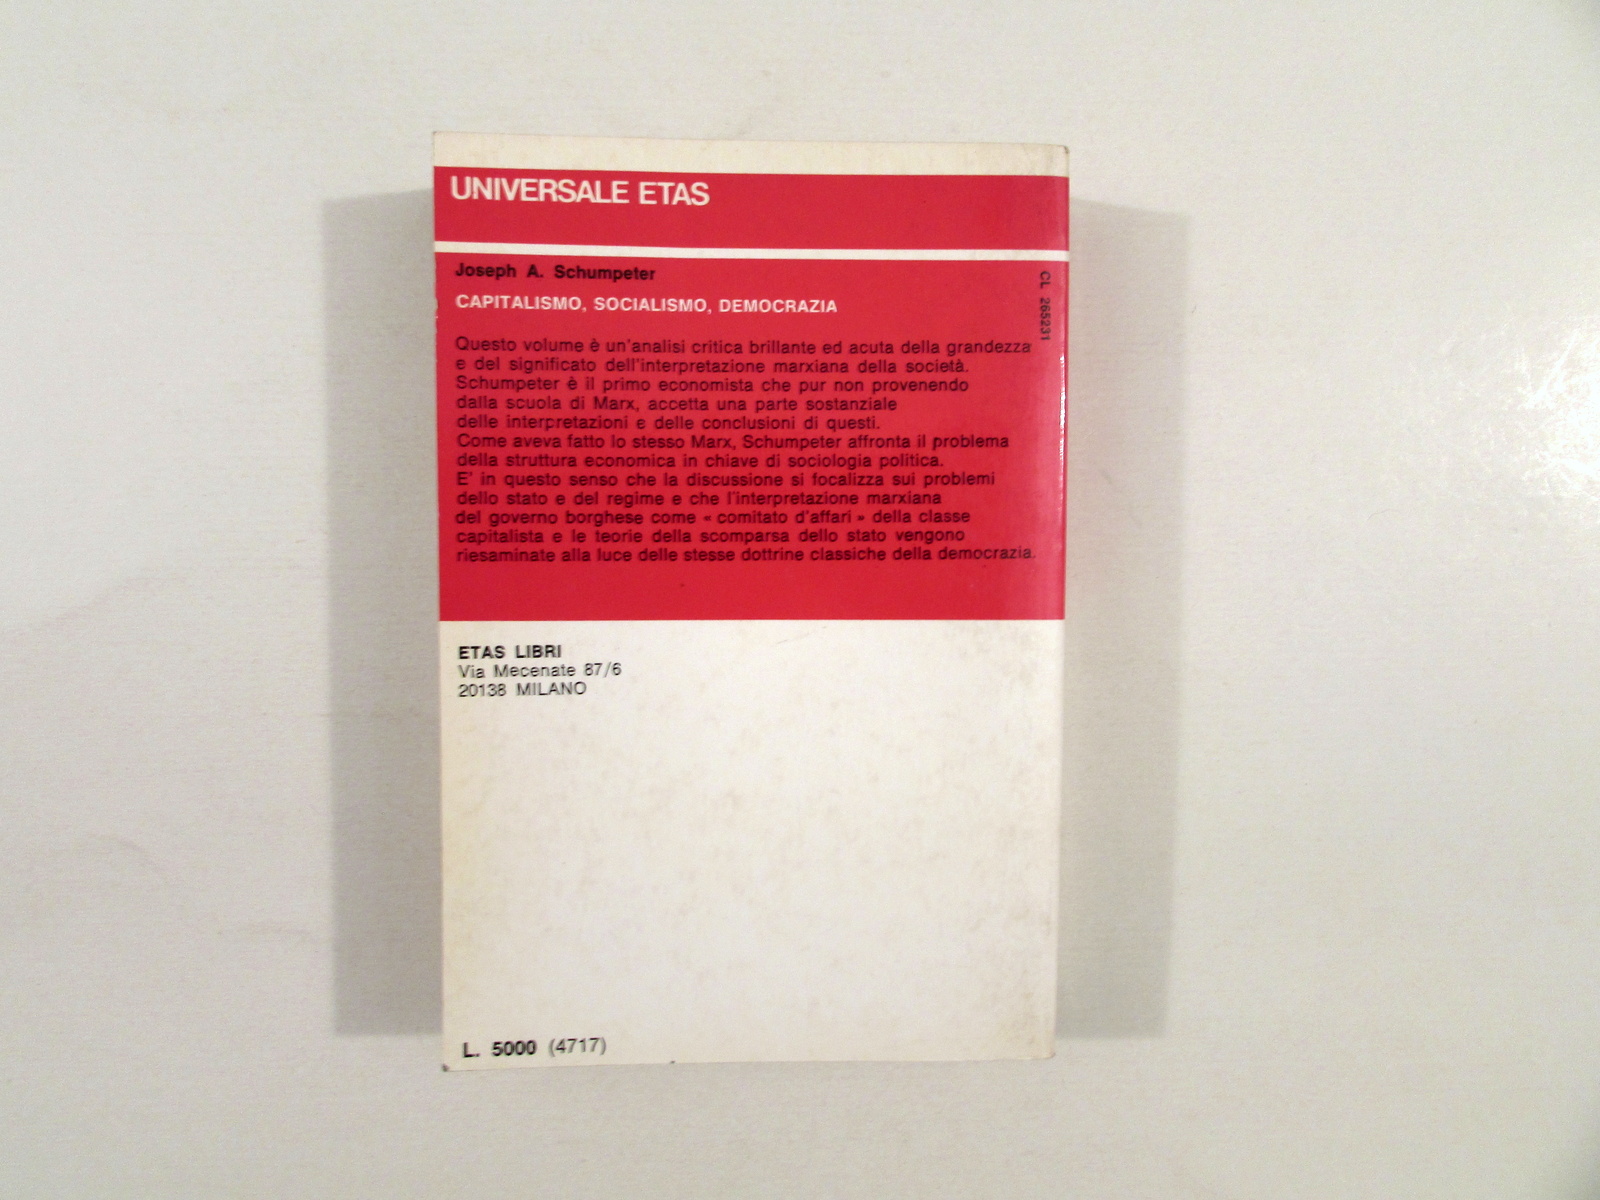 UNIVERSALE ETAS
Joseph A. Schumpeter
CAPITALISMO, SOCIALISMO, DEMOCRAZIA
CL 265231
Questo volume è un'analisi critica brillante ed acuta della grandezza
e del significato dell'interpretazione marxiana della società.
Schumpeter è il primo economista che pur non provenendo
dalla scuola di Marx, accetta una parte sostanziale
delle interpretazioni e delle conclusioni di questi.
Come aveva fatto lo stesso Marx, Schumpeter affronta il problema
della struttura economica in chiave di sociologia politica.
E' in questo senso che la discussione si focalizza sui problemi
dello stato e del regime e che l'interpretazione marxiana
del governo borghese come « comitato d'affari » della classe
capitalista e le teorie della scomparsa dello stato vengono
riesaminate alla luce delle stesse dottrine classiche della democrazia.
ETAS LIBRI
Via Mecenate 87/6
20138 MILANO
L. 5000 (4717)